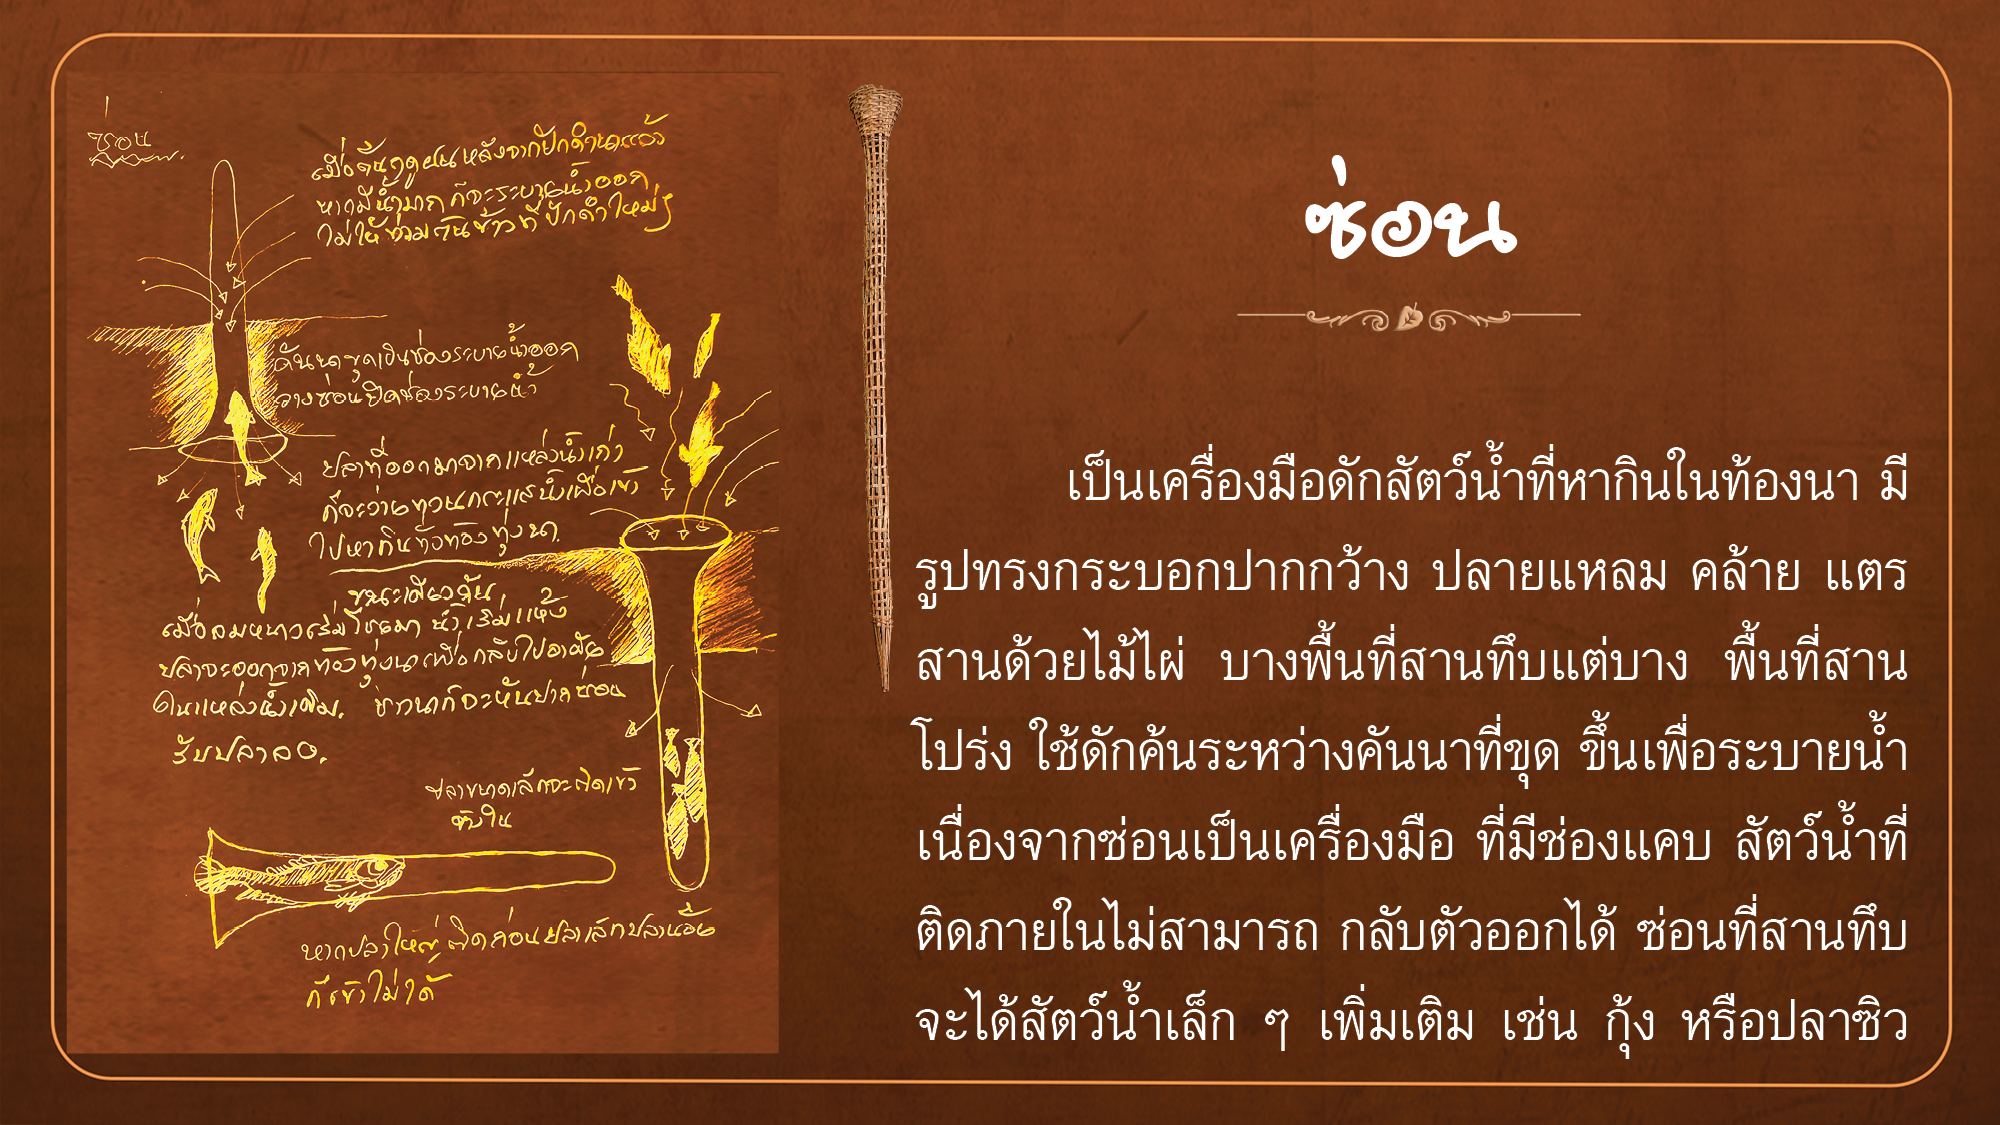 ซ่อน
เมื่อต้นฤดูฝนหลังจากปักดำนาแล้ว
หากมีน้ำมาก ก็จะระบายน้ำออก
ไม่ให้ท่วมต้นข้าวที่ปักดำใหม่ๆ
คันนาขุดเป็นช่องระบายน้ำออก
วางซ่อนปิดช่องระบายน้ำ
ปลาที่ออกมาจากแหล่งน้ำเก่า
ก็จะว่ายทวนกระแสน้ำเพื่อเข้า
ไปหากินท้องทุ่งนา
ขณะเดียวกัน
เมื่อลมหนาวเริ่มโชยมา น้ำเริ่มแห้ง
ปลาจะออกจากท้องทุ่งนาเพื่อกลับไปอาศัย
ในแหล่งน้ำเดิม. ชาวนาก็จะหันปากซ่อน
รับปลาลง.
ปลาขนาดเล็กจะติดเข้า
ข้างใน
หากปลาใหญ่ติดก่อนปลาเล็กปลาน้อย
ก็เข้าไม่ได้
ซ่อน
เป็นเครื่องมือดักสัตว์น้ำที่หากินในท้องนา มี
รูปทรงกระบอกปากกว้าง ปลายแหลม คล้าย แตร
สานด้วยไม้ไผ่ บางพื้นที่สานทึบแต่บาง พื้นที่สาน
โปร่ง ใช้ดักค้นระหว่างคันนาที่ขุด ขึ้นเพื่อระบายน้ำ
เนื่องจากซ่อนเป็นเครื่องมือ ที่มีช่องแคบ สัตว์น้ำที่
ติดภายในไม่สามารถ กลับตัวออกได้ ซ่อนที่สานทึบ
จะได้สัตว์น้ำเล็ก ๆ เพิ่มเติม เช่น กุ้ง หรือปลาซิว